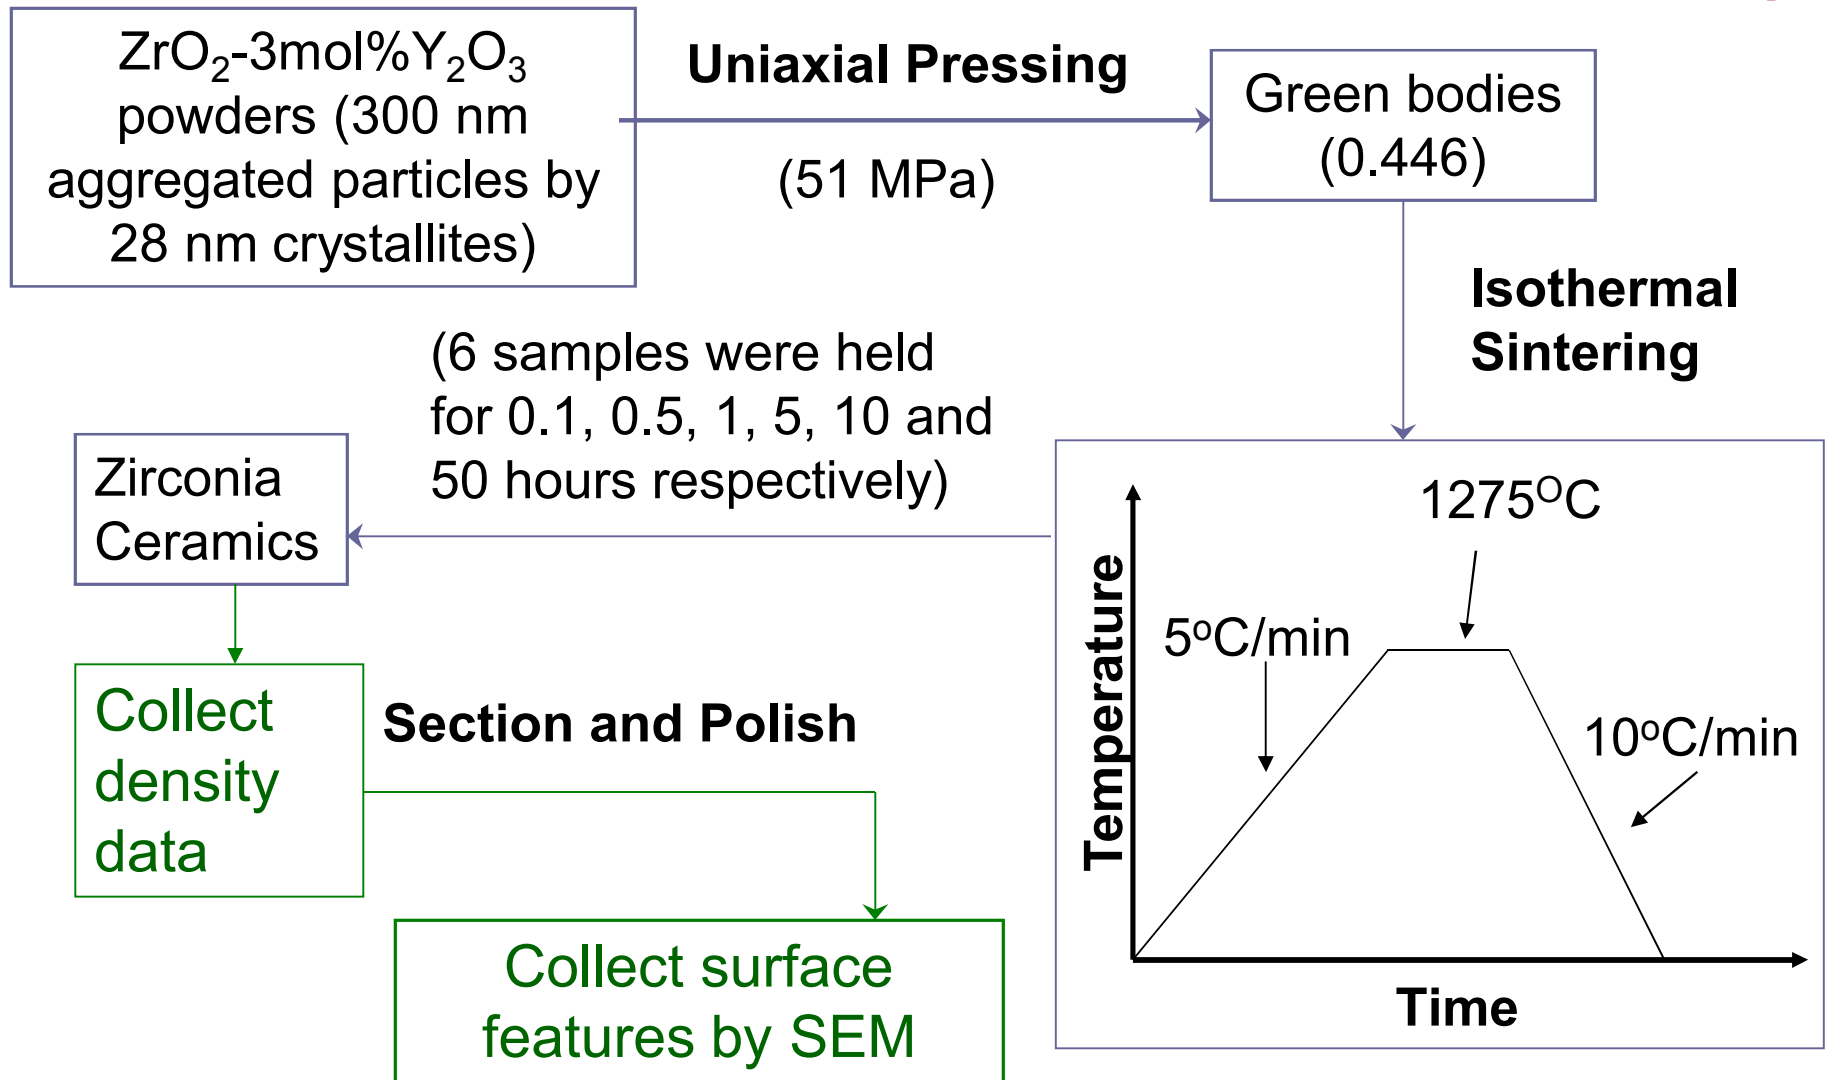 ZrO₂-3mol%Y₂O₃
powders (300 nm
aggregated particles by
28 nm crystallites)
Uniaxial Pressing
(51 MPa)
Green bodies
(0.446)
Isothermal
Sintering
(6 samples were held
for 0.1, 0.5, 1, 5, 10 and
50 hours respectively)
Zirconia
Ceramics
1275ᴼC
5ᵒC/min
10ᵒC/min
Temperature
Time
Collect
density
data
Section and Polish
Collect surface
features by SEM